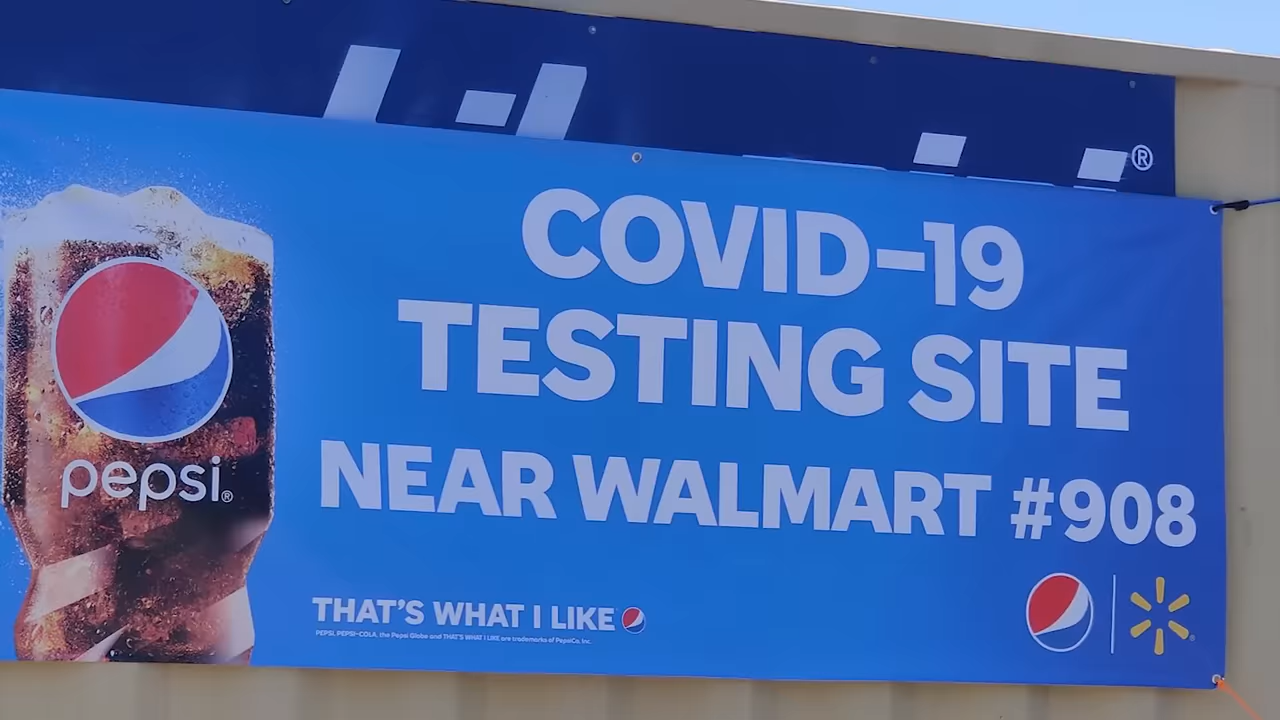 ®
COVID-19
TESTING SITE
NEAR WALMART #908
pepsi®
THAT'S WHAT I LIKE
PEPSI, PEPSI-COLA, the Pepsi Globe and THAT'S WHAT I LIKE are trademarks of PepsiCo, Inc.